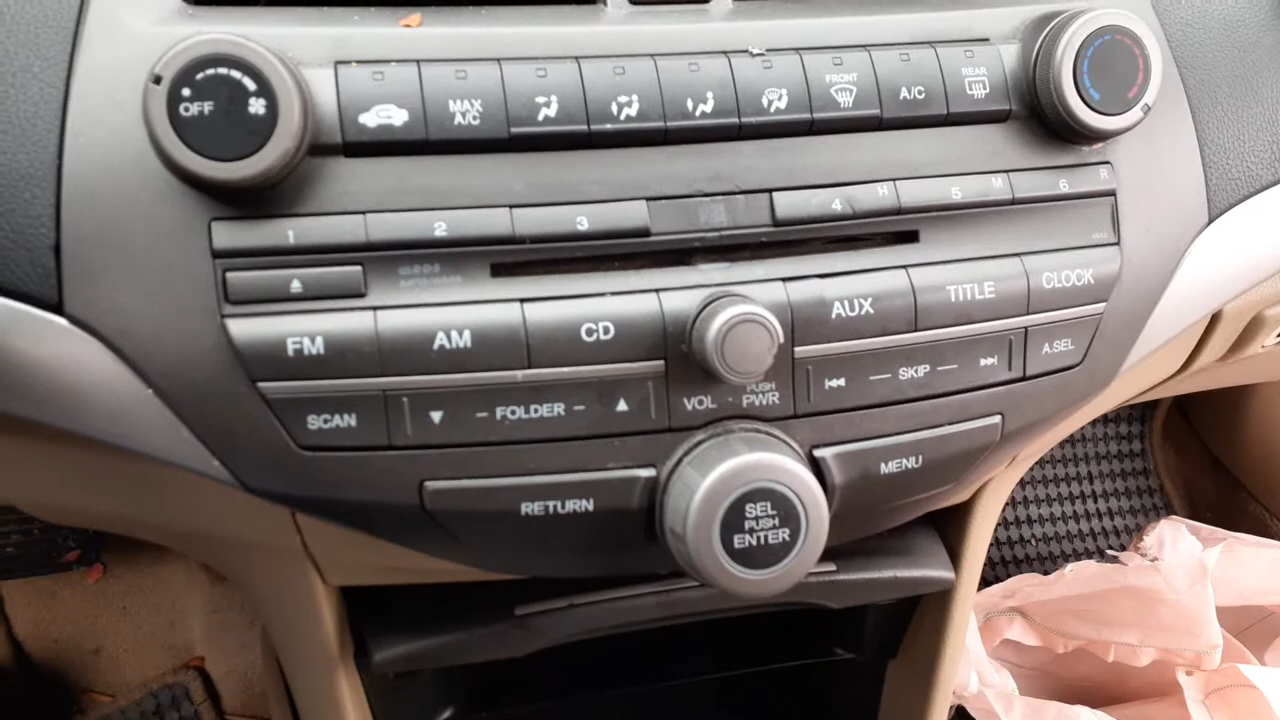 OFF
MAX
A/C
FRONT
A/C
REAR
1
2
3
4 H
5 M
6 R
FM
AM
CD
AUX
TITLE
CLOCK
SCAN
FOLDER
VOL
PUSH
PWR
SKIP
A.SEL
RETURN
SEL
PUSH
ENTER
MENU